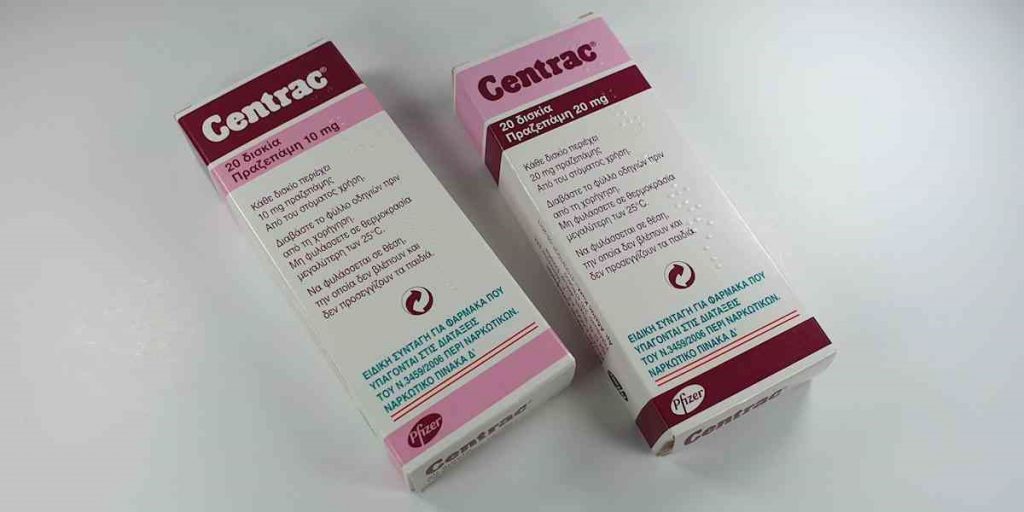 Centrac®
20 δισκία
Πραζεπάμη 10 mg
Κάθε δισκίο περιέχει
10 mg πραζεπάμης
Από του στόματος χρήση.
Διαβάστε το φύλλο οδηγιών πριν
από τη χορήγηση.
Μη φυλάσσετε σε θερμοκρασία
μεγαλύτερη των 25°C.
Να φυλάσσεται σε θέση,
την οποία δεν βλέπουν και
δεν προσεγγίζουν τα παιδιά.
ΕΙΔΙΚΗ ΣΥΝΤΑΓΗ ΓΙΑ ΦΑΡΜΑΚΑ ΠΟΥ
ΥΠΑΓΟΝΤΑΙ ΣΤΙΣ ΔΙΑΤΑΞΕΙΣ
ΤΟΥ Ν.3459/2006 ΠΕΡΙ ΝΑΡΚΩΤΙΚΩΝ.
ΝΑΡΚΩΤΙΚΟ ΠΙΝΑΚΑ Δ'
Pfizer
Centrac
Centrac®
20 δισκία
Πραζεπάμη 20 mg
Κάθε δισκίο περιέχει
20 mg πραζεπάμης
Από του στόματος χρήση.
Διαβάστε το φύλλο οδηγιών πριν
από τη χορήγηση.
Μη φυλάσσετε σε θερμοκρασία
μεγαλύτερη των 25°C.
Να φυλάσσεται σε θέση,
την οποία δεν βλέπουν και
δεν προσεγγίζουν τα παιδιά.
ΕΙΔΙΚΗ ΣΥΝΤΑΓΗ ΓΙΑ ΦΑΡΜΑΚΑ ΠΟΥ
ΥΠΑΓΟΝΤΑΙ ΣΤΙΣ ΔΙΑΤΑΞΕΙΣ
ΤΟΥ Ν.3459/2006 ΠΕΡΙ ΝΑΡΚΩΤΙΚΩΝ.
ΝΑΡΚΩΤΙΚΟ ΠΙΝΑΚΑ Δ'
Pfizer
Centrac